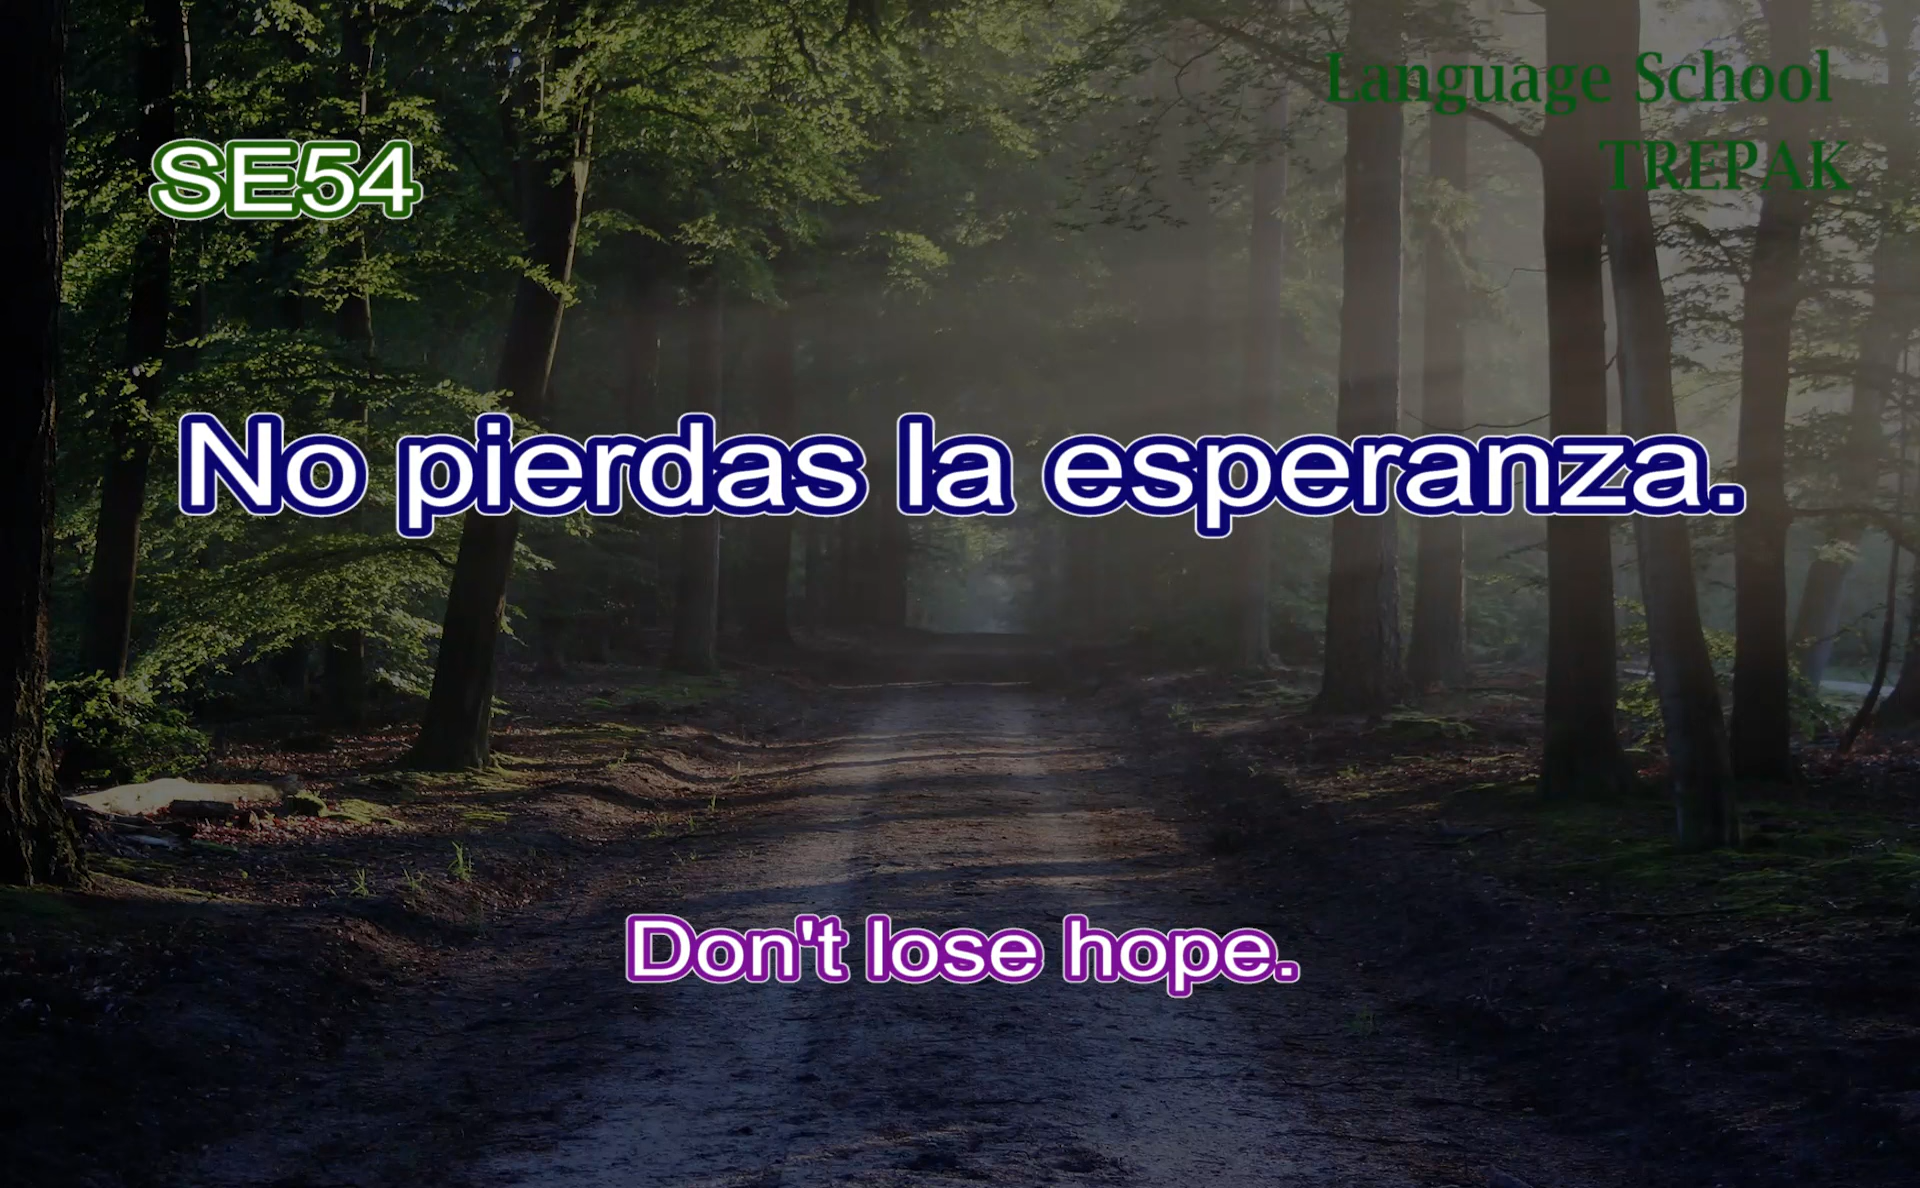 Language School
TREPAK
SE54
No pierdas la esperanza.
Don't lose hope.